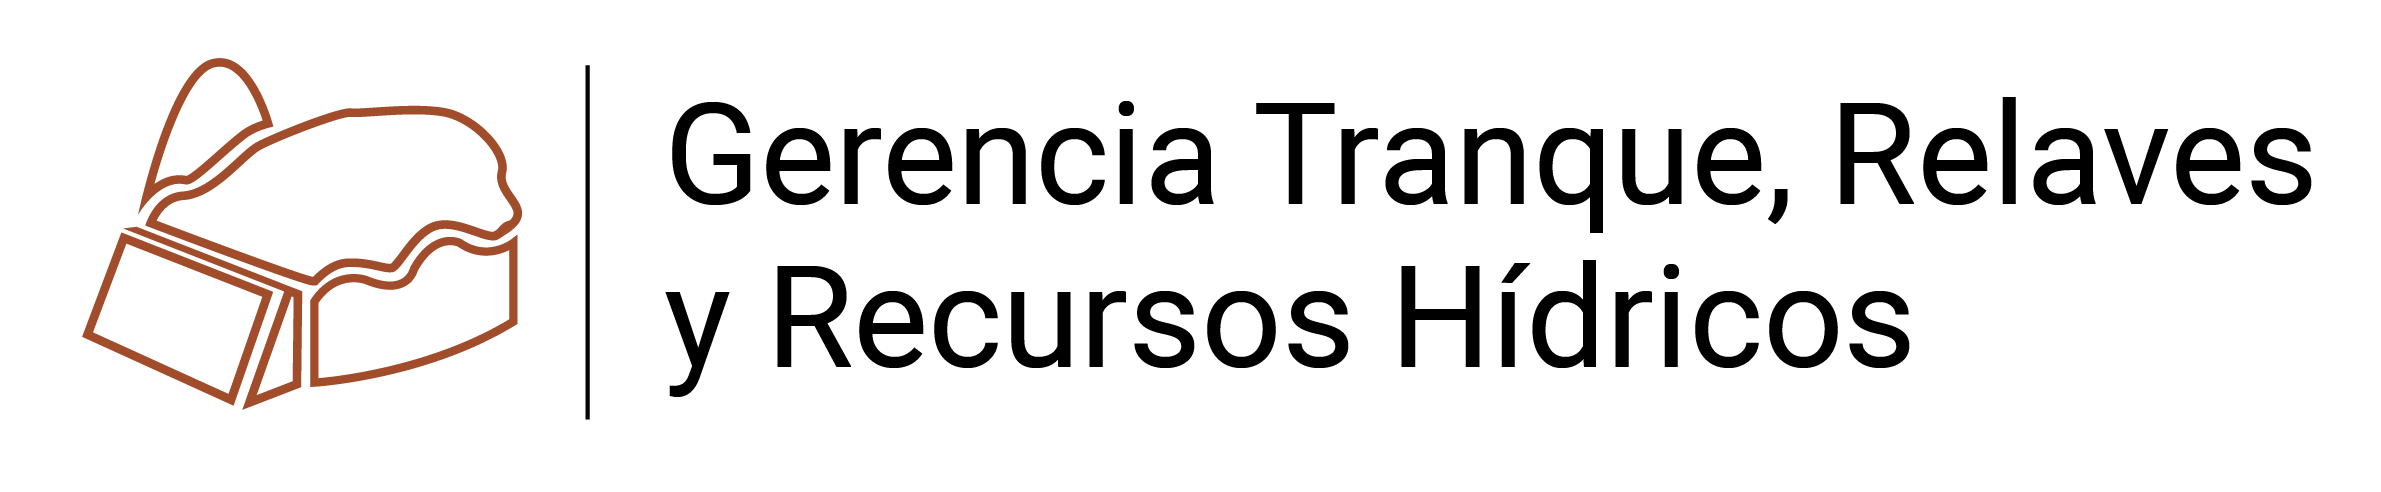 Gerencia Tranque, Relaves
y Recursos Hídricos